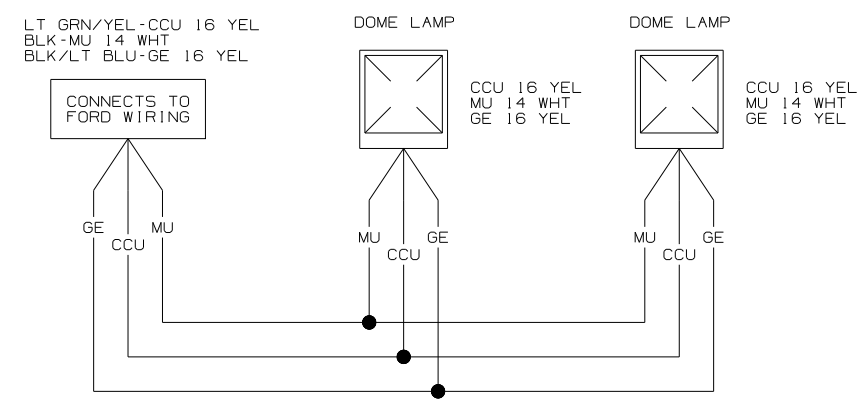 LT GRN/YEL-CCU 16 YEL
BLK-MU 14 WHT
BLK/LT BLU-GE 16 YEL
CONNECTS TO
FORD WIRING
DOME LAMP
CCU 16 YEL
MU 14 WHT
GE 16 YEL
DOME LAMP
CCU 16 YEL
MU 14 WHT
GE 16 YEL
GE
CCU
MU
MU
CCU
GE
MU
CCU
GE